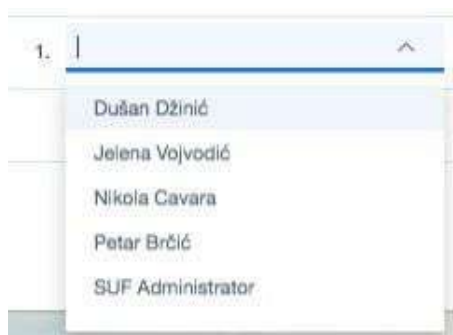 1.
Dušan Džinić
Jelena Vojvodić
Nikola Cavara
Petar Brčić
SUF Administrator